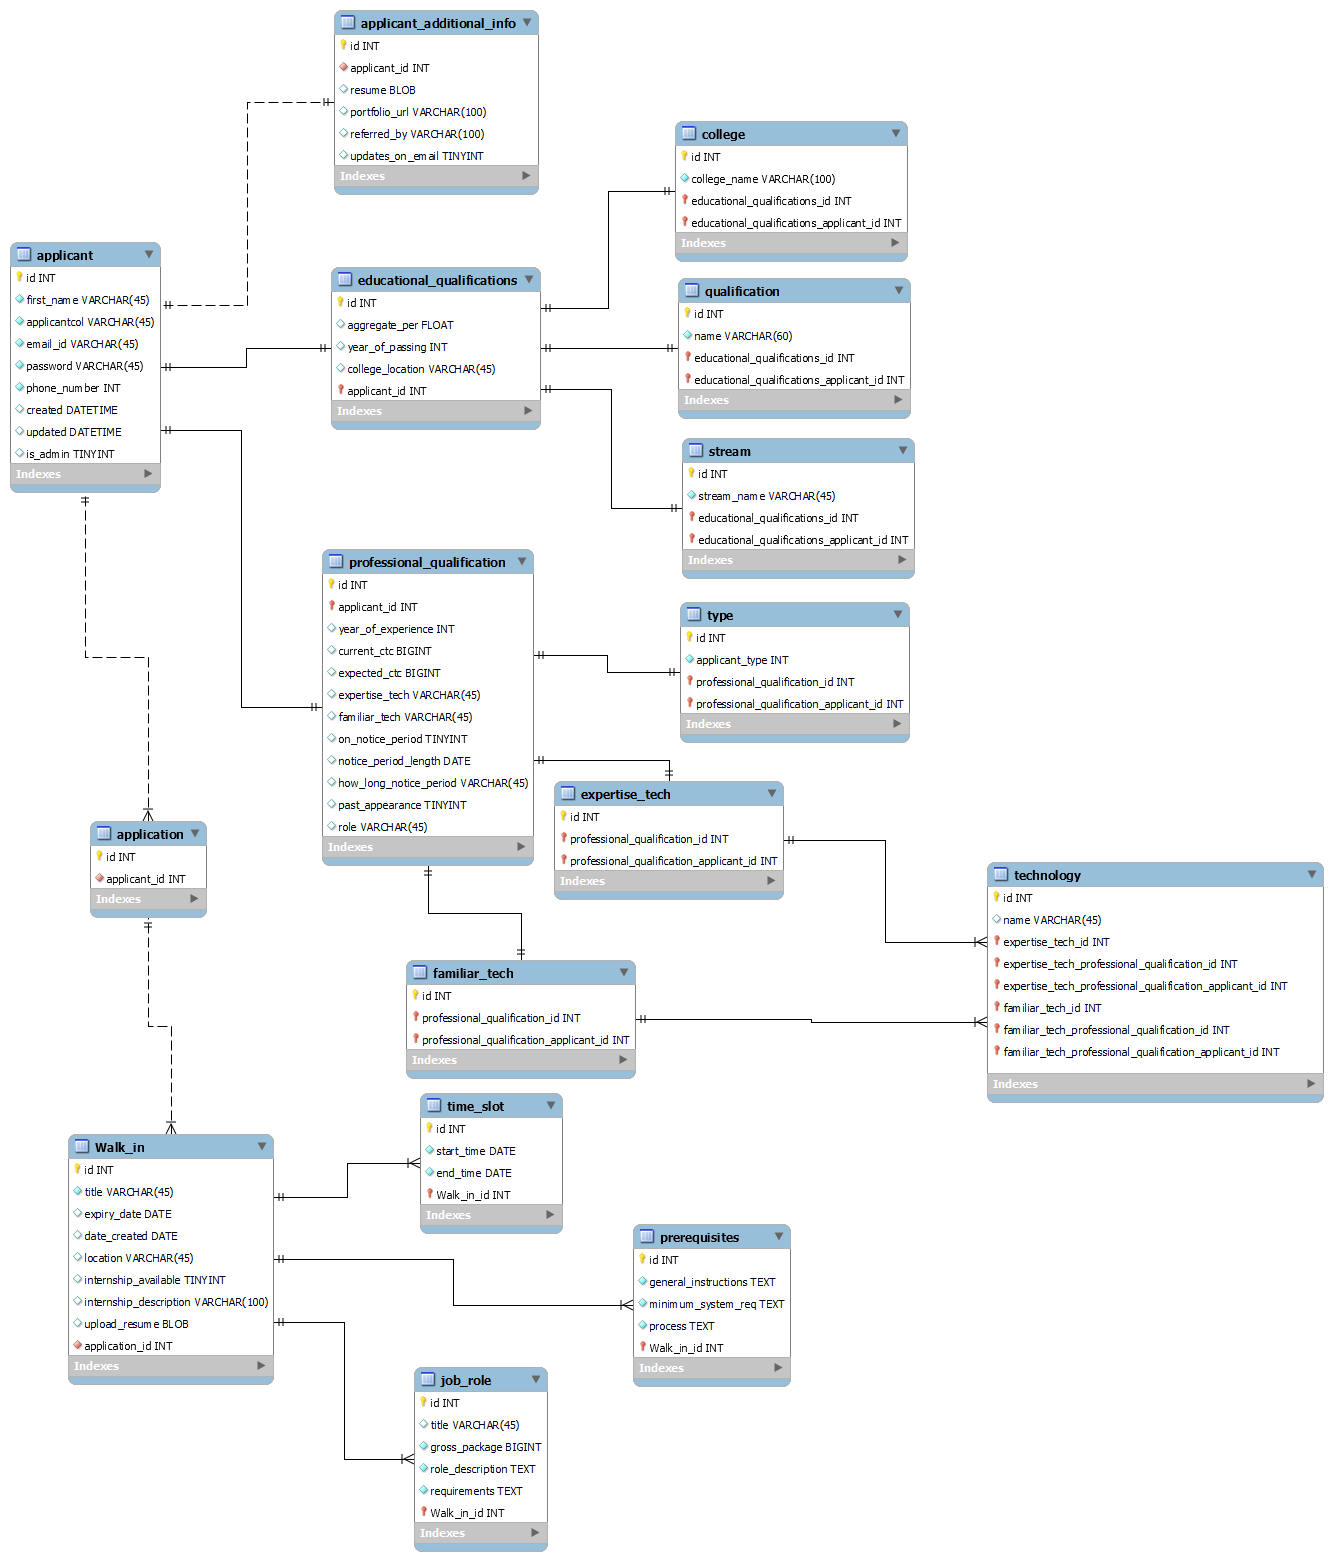 applicant_additional_info
id INT
applicant_id INT
resume BLOB
portfolio_url VARCHAR(100)
referred_by VARCHAR(100)
updates_on_email TINYINT
Indexes
college
id INT
college_name VARCHAR(100)
educational_qualifications_id INT
educational_qualifications_applicant_id INT
Indexes
applicant
id INT
first_name VARCHAR(45)
applicantcol VARCHAR(45)
email_id VARCHAR(45)
password VARCHAR(45)
phone_number INT
created DATETIME
updated DATETIME
is_admin TINYINT
Indexes
educational_qualifications
id INT
aggregate_per FLOAT
year_of_passing INT
college_location VARCHAR(45)
applicant_id INT
Indexes
qualification
id INT
name VARCHAR(60)
educational_qualifications_id INT
educational_qualifications_applicant_id INT
Indexes
stream
id INT
stream_name VARCHAR(45)
educational_qualifications_id INT
educational_qualifications_applicant_id INT
Indexes
professional_qualification
id INT
applicant_id INT
year_of_experience INT
current_ctc BIGINT
expected_ctc BIGINT
expertise_tech VARCHAR(45)
familiar_tech VARCHAR(45)
on_notice_period TINYINT
notice_period_length DATE
how_long_notice_period VARCHAR(45)
past_appearance TINYINT
role VARCHAR(45)
Indexes
type
id INT
applicant_type INT
professional_qualification_id INT
professional_qualification_applicant_id INT
Indexes
expertise_tech
id INT
professional_qualification_id INT
professional_qualification_applicant_id INT
Indexes
application
id INT
applicant_id INT
Indexes
technology
id INT
name VARCHAR(45)
expertise_tech_id INT
expertise_tech_professional_qualification_id INT
expertise_tech_professional_qualification_applicant_id INT
familiar_tech_id INT
familiar_tech_professional_qualification_id INT
familiar_tech_professional_qualification_applicant_id INT
Indexes
familiar_tech
id INT
professional_qualification_id INT
professional_qualification_applicant_id INT
Indexes
time_slot
id INT
start_time DATE
end_time DATE
Walk_in_id INT
Indexes
Walk_in
id INT
title VARCHAR(45)
expiry_date DATE
date_created DATE
location VARCHAR(45)
internship_available TINYINT
internship_description VARCHAR(100)
upload_resume BLOB
application_id INT
Indexes
prerequisites
id INT
general_instructions TEXT
minimum_system_req TEXT
process TEXT
Walk_in_id INT
Indexes
job_role
id INT
title VARCHAR(45)
gross_package BIGINT
role_description TEXT
requirements TEXT
Walk_in_id INT
Indexes